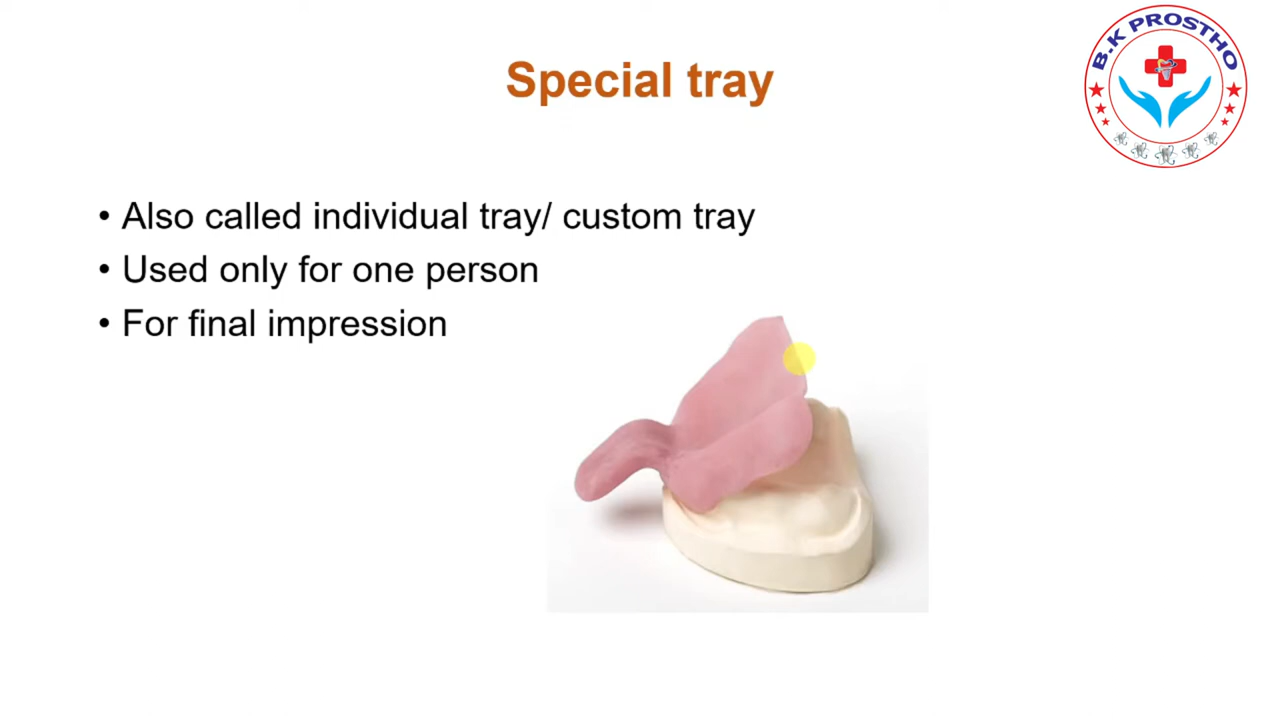 B.K PROSTHO
Special tray
• Also called individual tray/ custom tray
• Used only for one person
• For final impression